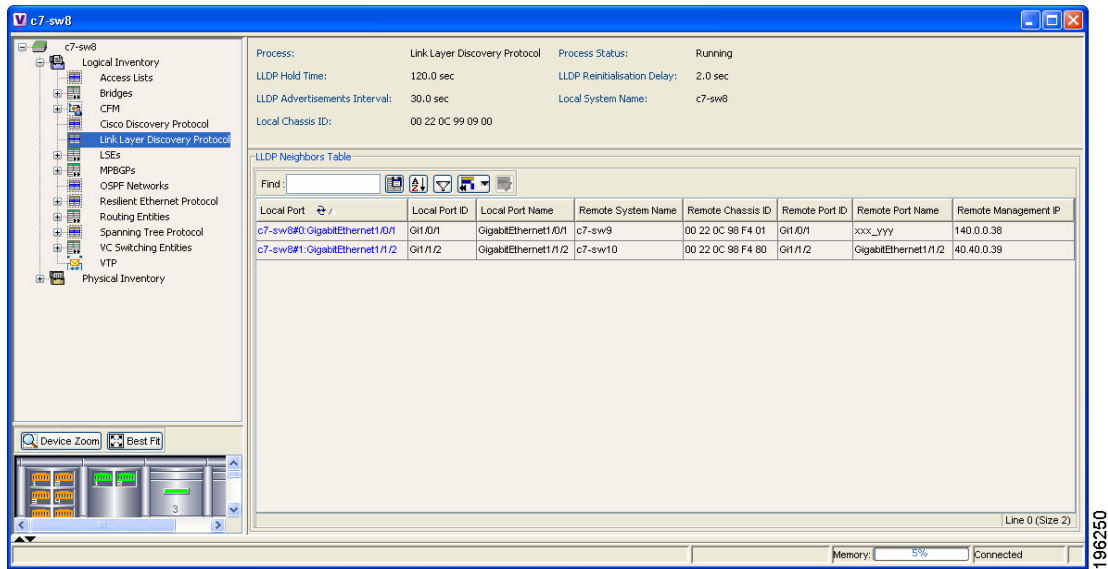 c7-sw8
c7-sw8
Logical Inventory
Access Lists
Bridges
CFM
Cisco Discovery Protocol
Link Layer Discovery Protocol
LSEs
MPBGPs
OSPF Networks
Resilient Ethernet Protocol
Routing Entities
Spanning Tree Protocol
VC Switching Entities
VTP
Physical Inventory
Device Zoom Best Fit
3
Process: Link Layer Discovery Protocol Process Status: Running
LLDP Hold Time: 120.0 sec LLDP Reinitialisation Delay: 2.0 sec
LLDP Advertisements Interval: 30.0 sec Local System Name: c7-sw8
Local Chassis ID: 00 22 0C 99 09 00
LLDP Neighbors Table
Find :
Local Port Local Port ID Local Port Name Remote System Name Remote Chassis ID Remote Port ID Remote Port Name Remote Management IP
c7-sw8#0:GigabitEthernet1/0/1 Gi1/0/1 GigabitEthernet1/0/1 c7-sw9 00 22 0C 98 F4 01 Gi1/0/1 xxx_yyy 140.0.0.38
c7-sw8#1:GigabitEthernet1/1/2 Gi1/1/2 GigabitEthernet1/1/2 c7-sw10 00 22 0C 98 F4 80 Gi1/1/2 GigabitEthernet1/1/2 40.40.0.39
Line 0 (Size 2)
Memory: 5% Connected
196250